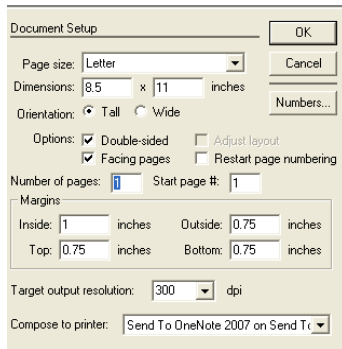 Document Setup
OK
Page size: Letter
Cancel
Dimensions: 8.5 x 11 inches
Numbers...
Orientation: Tall Wide
Options: Double-sided Adjust layout
Facing pages Restart page numbering
Number of pages: 1 Start page #: 1
Margins
Inside: 1 inches Outside: 0.75 inches
Top: 0.75 inches Bottom: 0.75 inches
Target output resolution: 300 dpi
Compose to printer: Send To OneNote 2007 on Send To